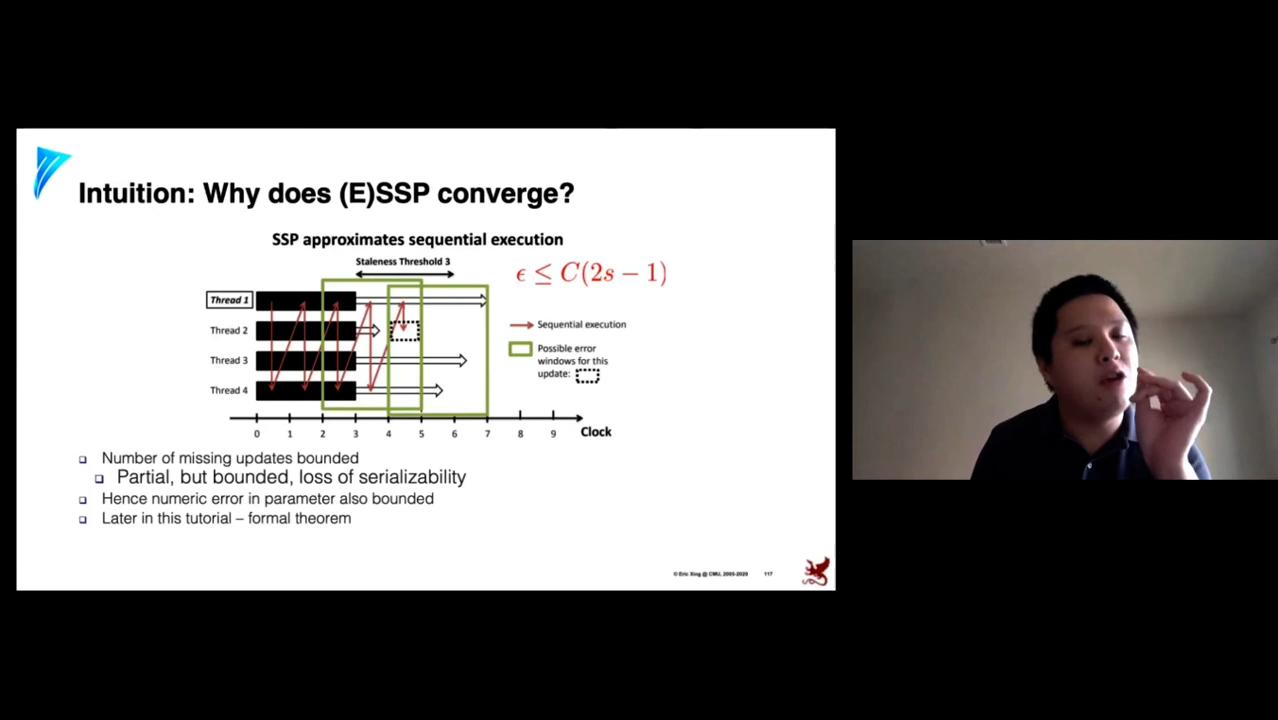 Intuition: Why does (E)SSP converge?
SSP approximates sequential execution
Staleness Threshold 3
ϵ ≤ C(2s − 1)
Thread 1
Thread 2
Thread 3
Thread 4
Sequential execution
Possible error
windows for this
update:
0 1 2 3 4 5 6 7 8 9 Clock
Number of missing updates bounded
Partial, but bounded, loss of serializability
Hence numeric error in parameter also bounded
Later in this tutorial – formal theorem
© Eric Xing @ CMU, 2005-2020 117